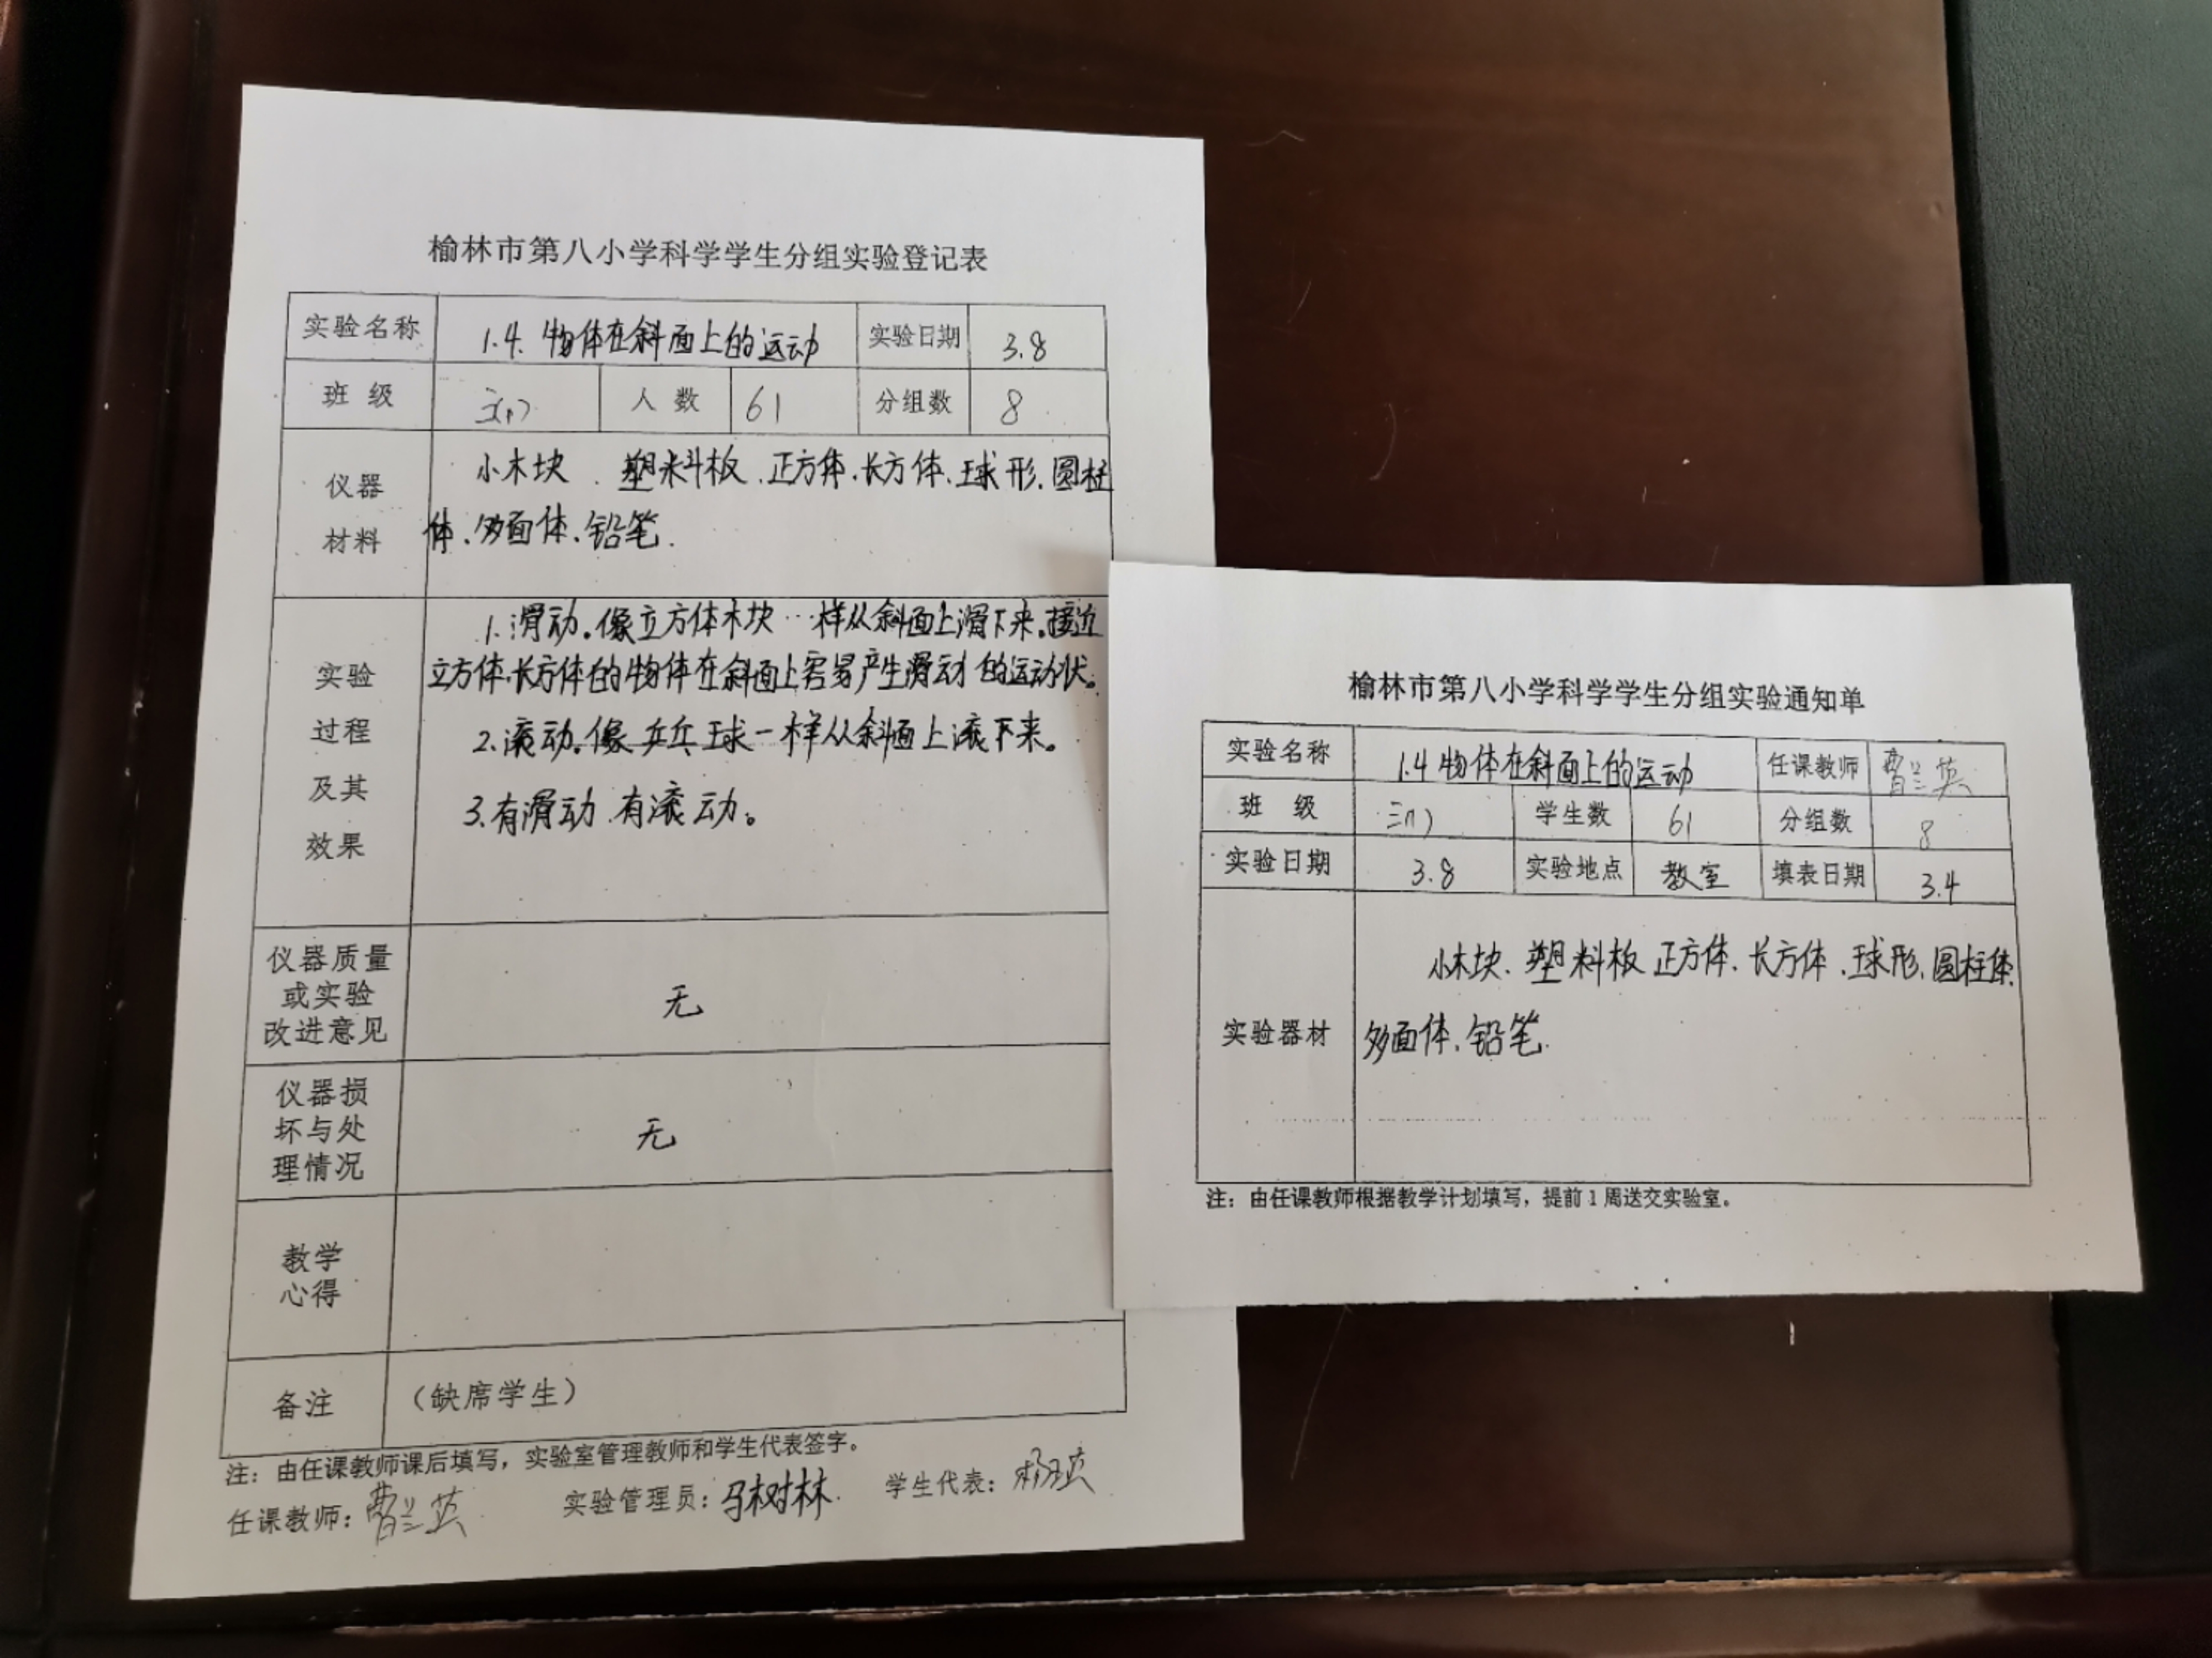 榆林市第八小学科学学生分组实验登记表
实验名称 1.4. 物体在斜面上的运动 实验日期 3.8
班 级 三(1) 人 数 61 分组数 8
仪器
材料
小木块、塑料板、正方体、长方体、球形、圆柱
体、多面体、铅笔.
实验
过程
及其
效果
1. 滑动。像立方体木块一样从斜面上滑下来。接近
立方体、长方体的物体在斜面上容易产生滑动的运动状。
2. 滚动。像乒乓球一样从斜面上滚下来。
3. 有滑动、有滚动。
仪器质量
或实验
改进意见
无
仪器损
坏与处
理情况
无
教学
心得
备注 （缺席学生）
注：由任课教师课后填写，实验室管理教师和学生代表签字。
任课教师：曹兰英 实验管理员：马树林. 学生代表：
榆林市第八小学科学学生分组实验通知单
实验名称 1.4 物体在斜面上的运动 任课教师 曹兰英
班 级 三(1) 学生数 61 分组数 8
实验日期 3.8 实验地点 教室 填表日期 3.4
实验器材
小木块、塑料板、正方体、长方体、球形、圆柱体
多面体、铅笔.
注：由任课教师根据教学计划填写，提前1周送交实验室。